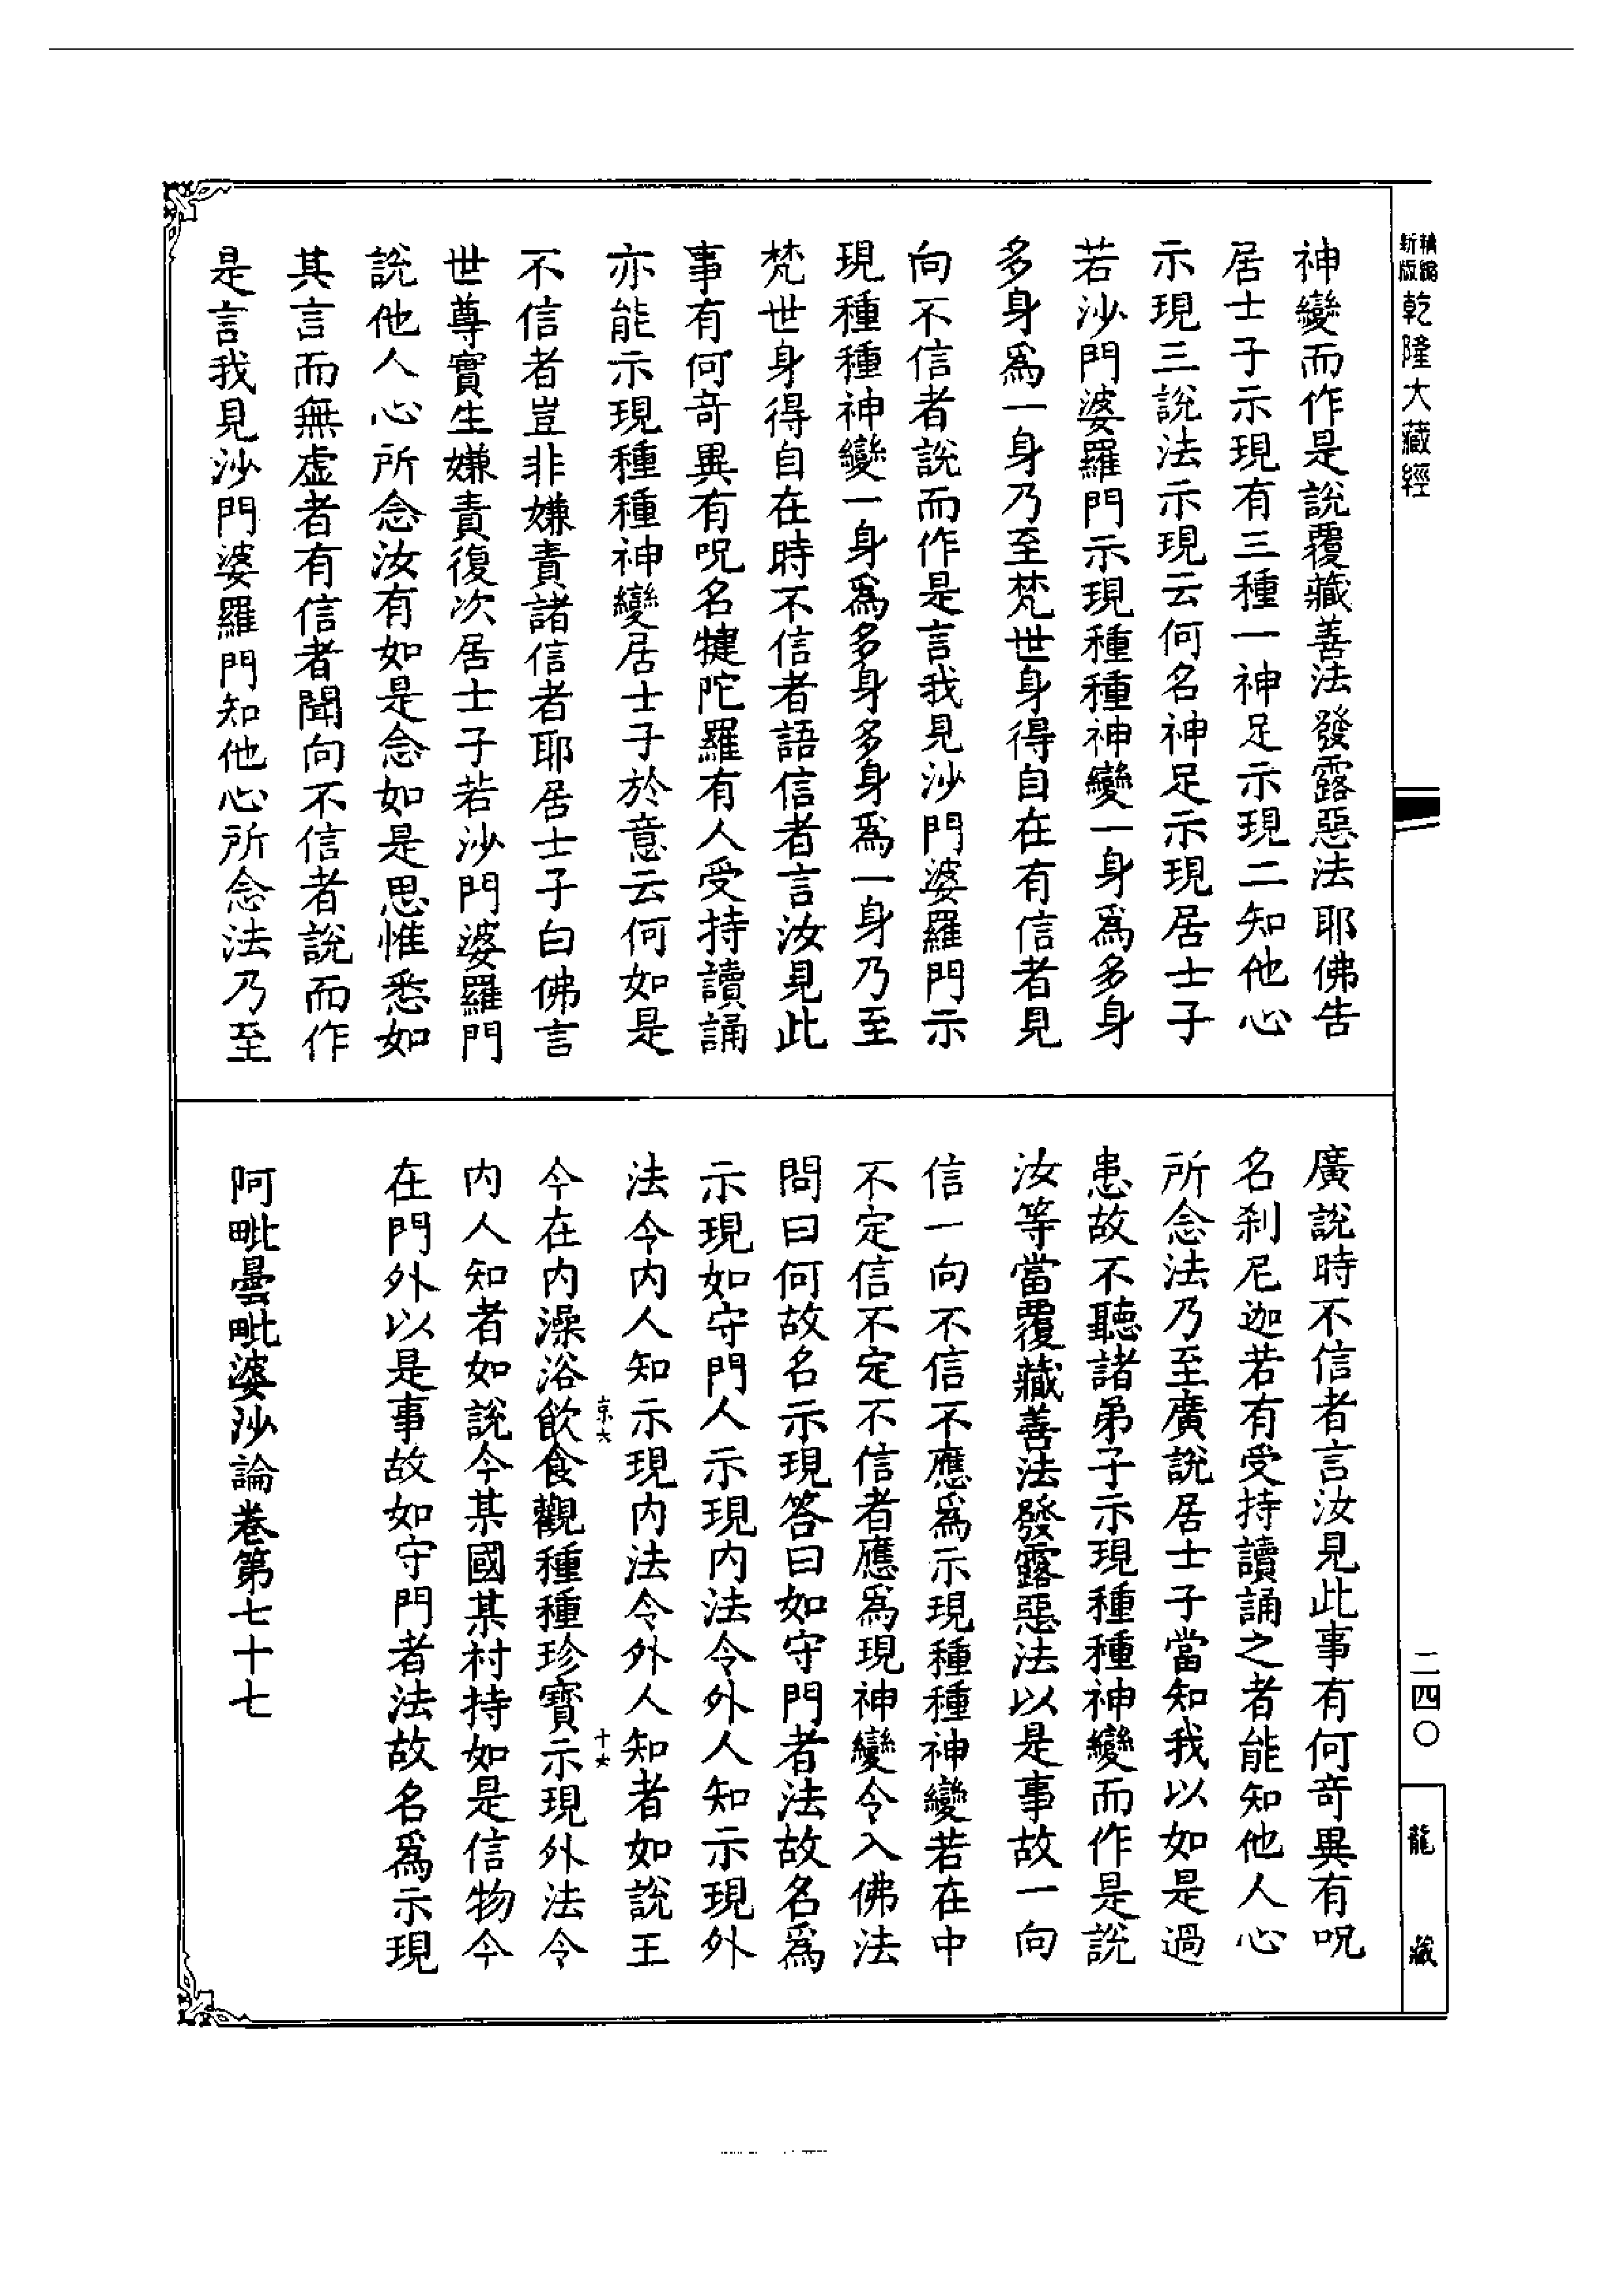 新版精編乾隆大藏經
神變而作是說覆藏善法發露惡法耶佛告
居士子示現有三種一神足示現二知他心
示現三說法示現云何名神足示現居士子
若沙門婆羅門示現種種神變一身爲多身
多身爲一身乃至梵世身得自在有信者見
向不信者說而作是言我見沙門婆羅門示
現種種神變一身爲多身多身爲一身乃至
梵世身得自在時不信者語信者言汝見此
事有何奇異有呪名犍陀羅有人受持讀誦
亦能示現種種神變居士子於意云何如是
不信者豈非嫌責諸信者耶居士子白佛言
世尊實生嫌責復次居士子若沙門婆羅門
說他人心所念汝有如是念如是思惟悉如
其言而無虛者有信者聞向不信者說而作
是言我見沙門婆羅門知他心所念法乃至
廣說時不信者言汝見此事有何奇異有呪
名刹尼迦若有受持讀誦之者能知他人心
所念法乃至廣說居士子當知我以如是過
患故不聽諸弟子示現種種神變而作是說
汝等當覆藏善法發露惡法以是事故一向
信一向不信不應爲示現種種神變若在中
不定信不定不信者應爲現神變令入佛法
問曰何故名示現答曰如守門者法故名爲
示現如守門人示現內法令外人知示現外
法令內人知示現內法令外人知者如說王
今在內澡浴飲食觀種種珍寶示現外法令
京六
十七
內人知者如說今某國某村持如是信物今
在門外以是事故如守門者法故名爲示現
阿毗曇毗婆沙論卷第七十七
二四〇
龍藏